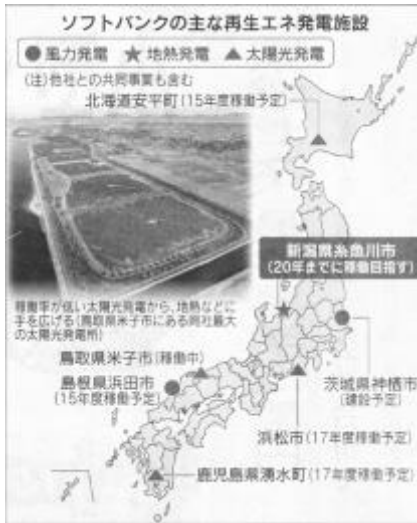 ソフトバンクの主な再生エネ発電施設
●風力発電 ★地熱発電 ▲太陽光発電
(注)他社との共同事業も含む
北海道安平町(15年度稼働予定)
新潟県糸魚川市
(20年までに稼働目指す)
稼働率が低い太陽光発電から、地熱などに
手を広げる(鳥取県米子市にある同社最大
の太陽光発電所)
鳥取県米子市(稼働中)
島根県浜田市
(15年度稼働予定)
茨城県神栖市
(建設予定)
浜松市(17年度稼働予定)
鹿児島県湧水町(17年度稼働予定)